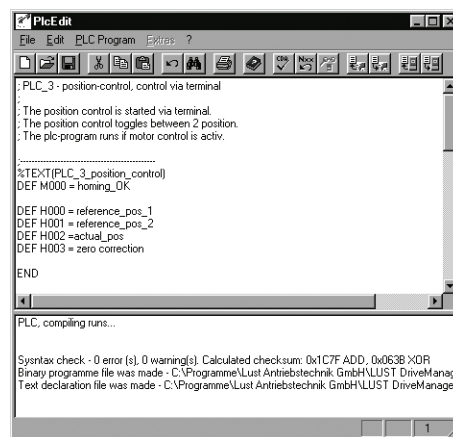 PlcEdit
File Edit PLC Program Extras ?
; PLC_3 - position-control, control via terminal
;
; The position control is started via terminal.
; The position control toggles between 2 position.
; The plc-program runs if motor control is activ.
;--------------------------------------------------
%TEXT(PLC_3_position_control)
DEF M000 = homing_OK
DEF H000 = reference_pos_1
DEF H001 = reference_pos_2
DEF H002 =actual_pos
DEF H003 = zero correction
END
PLC, compiling runs...
Sysntax check - 0 error (s), 0 warning(s). Calculated checksum: 0x1C7F ADD, 0x063B XOR
Binary programme file was made - C:\Programme\Lust Antriebstechnik GmbH\LUST DriveManag
Text declaration file was made - C:\Programme\Lust Antriebstechnik GmbH\LUST DriveManage
1